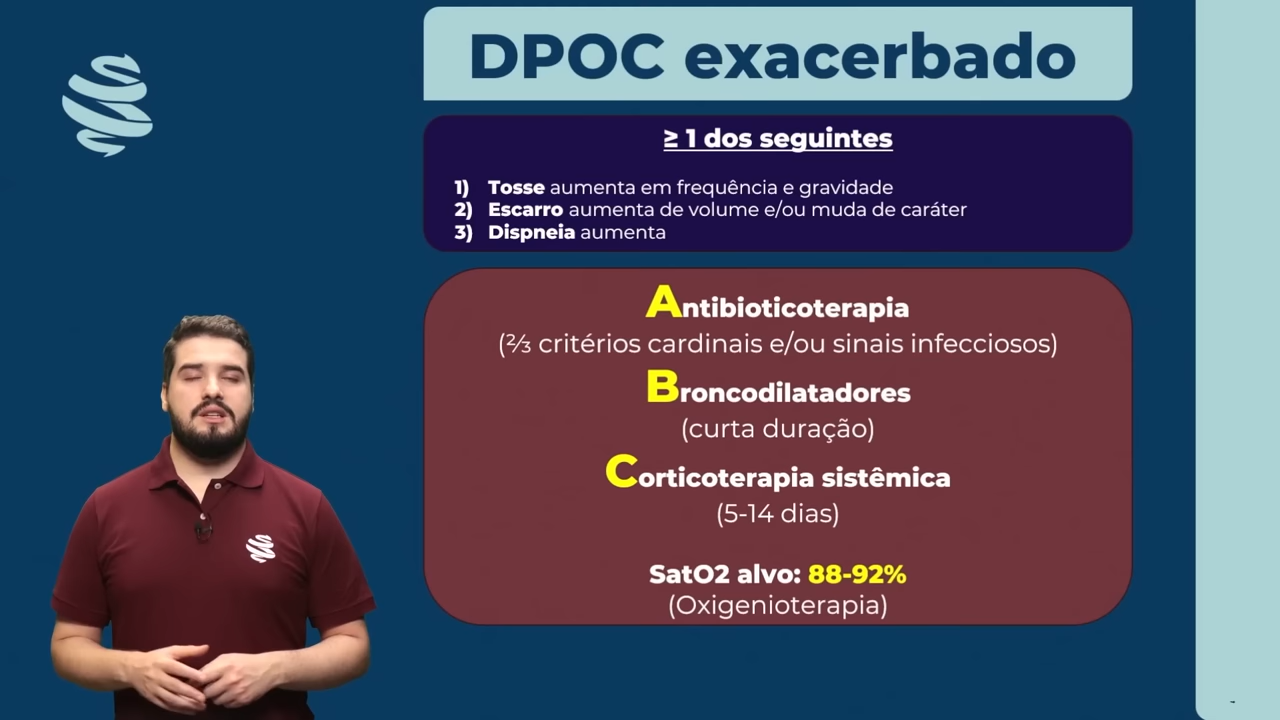 DPOC exacerbado
≥ 1 dos seguintes
1) Tosse aumenta em frequência e gravidade
2) Escarro aumenta de volume e/ou muda de caráter
3) Dispneia aumenta
Antibioticoterapia
(⅔ critérios cardinais e/ou sinais infecciosos)
Broncodilatadores
(curta duração)
Corticoterapia sistêmica
(5-14 dias)
SatO2 alvo: 88-92%
(Oxigenioterapia)